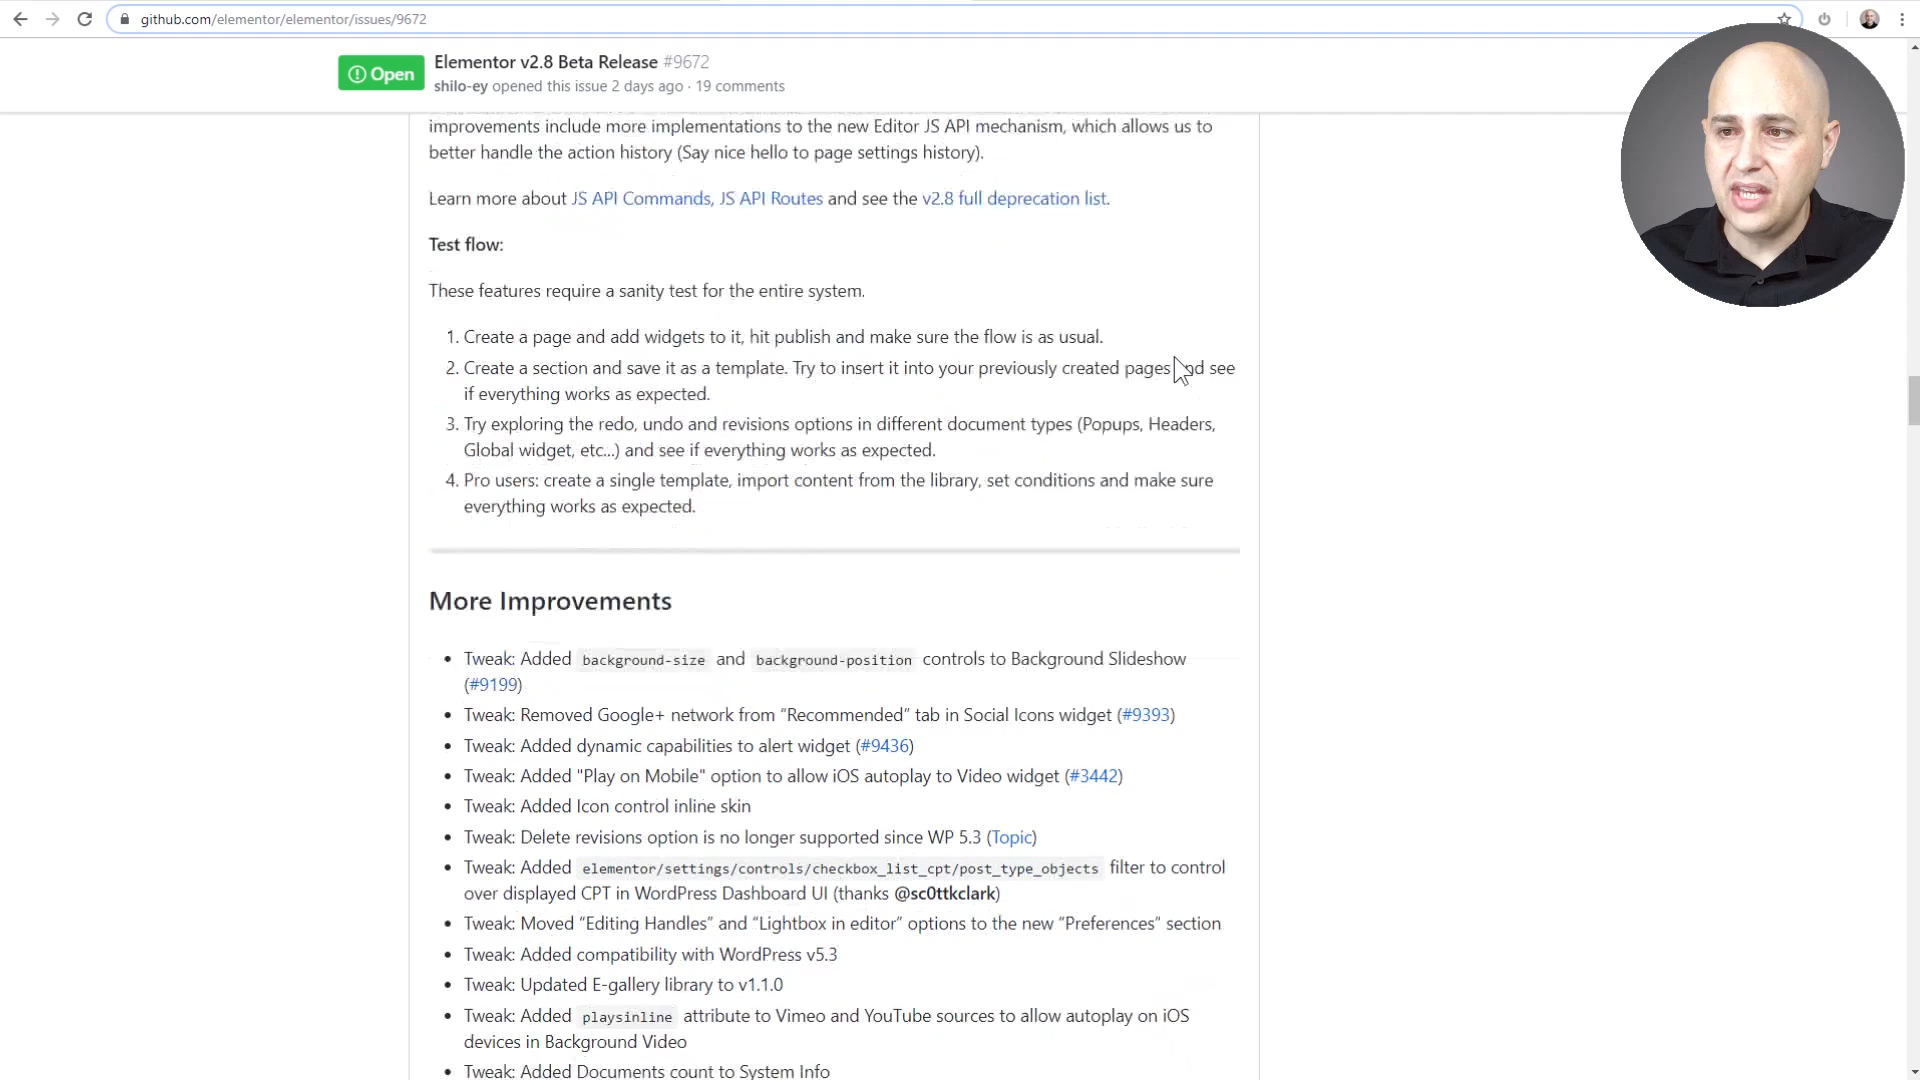 github.com/elementor/elementor/issues/9672
Open
Elementor v2.8 Beta Release #9672
shilo-ey opened this issue 2 days ago · 19 comments
improvements include more implementations to the new Editor JS API mechanism, which allows us to
better handle the action history (Say nice hello to page settings history).
Learn more about JS API Commands, JS API Routes and see the v2.8 full deprecation list.
Test flow:
These features require a sanity test for the entire system.
1. Create a page and add widgets to it, hit publish and make sure the flow is as usual.
2. Create a section and save it as a template. Try to insert it into your previously created pages and see
if everything works as expected.
3. Try exploring the redo, undo and revisions options in different document types (Popups, Headers,
Global widget, etc...) and see if everything works as expected.
4. Pro users: create a single template, import content from the library, set conditions and make sure
everything works as expected.
More Improvements
• Tweak: Added background-size and background-position controls to Background Slideshow
(#9199)
• Tweak: Removed Google+ network from “Recommended” tab in Social Icons widget (#9393)
• Tweak: Added dynamic capabilities to alert widget (#9436)
• Tweak: Added "Play on Mobile" option to allow iOS autoplay to Video widget (#3442)
• Tweak: Added Icon control inline skin
• Tweak: Delete revisions option is no longer supported since WP 5.3 (Topic)
• Tweak: Added elementor/settings/controls/checkbox_list_cpt/post_type_objects filter to control
over displayed CPT in WordPress Dashboard UI (thanks @sc0ttkclark)
• Tweak: Moved “Editing Handles” and “Lightbox in editor” options to the new “Preferences” section
• Tweak: Added compatibility with WordPress v5.3
• Tweak: Updated E-gallery library to v1.1.0
• Tweak: Added playsinline attribute to Vimeo and YouTube sources to allow autoplay on iOS
devices in Background Video
• Tweak: Added Documents count to System Info